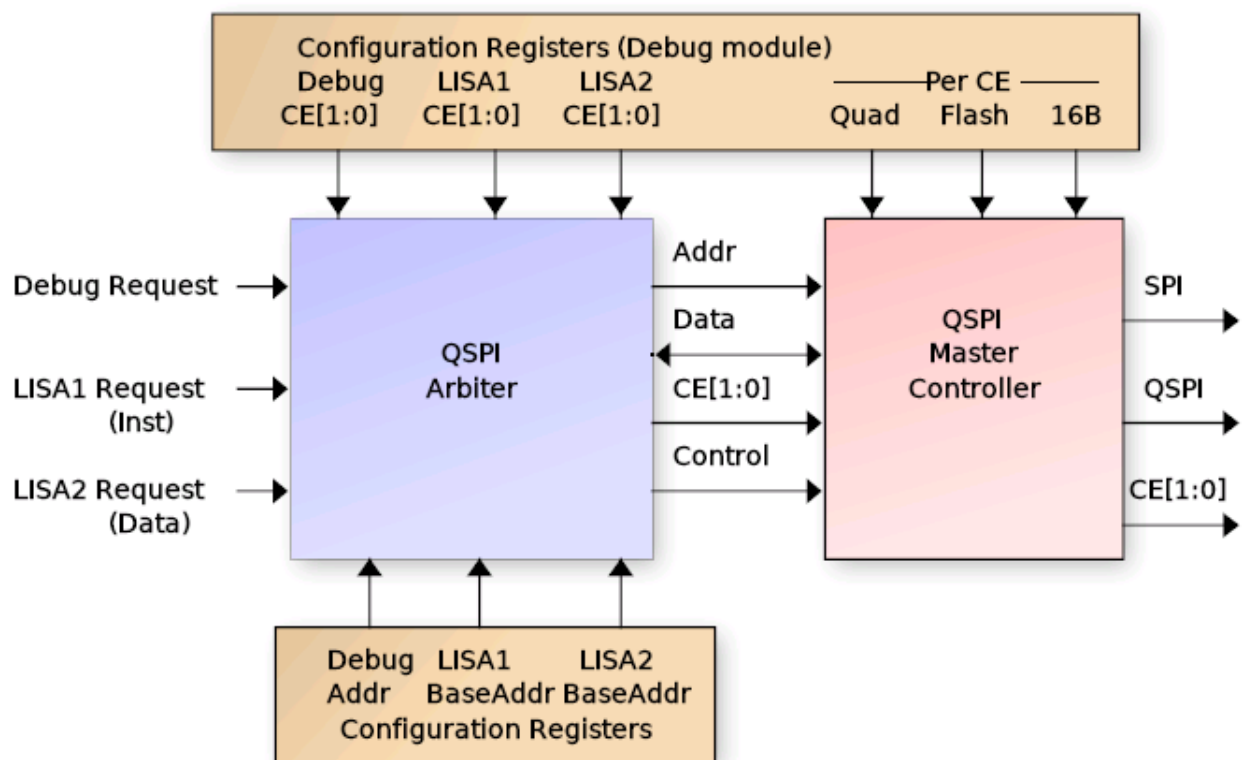 Configuration Registers (Debug module)
Debug LISA1 LISA2 Per CE
CE[1:0] CE[1:0] CE[1:0] Quad Flash 16B
Debug Request
LISA1 Request
(Inst)
LISA2 Request
(Data)
QSPI
Arbiter
Addr
Data
CE[1:0]
Control
QSPI
Master
Controller
SPI
QSPI
CE[1:0]
Debug LISA1 LISA2
Addr BaseAddr BaseAddr
Configuration Registers